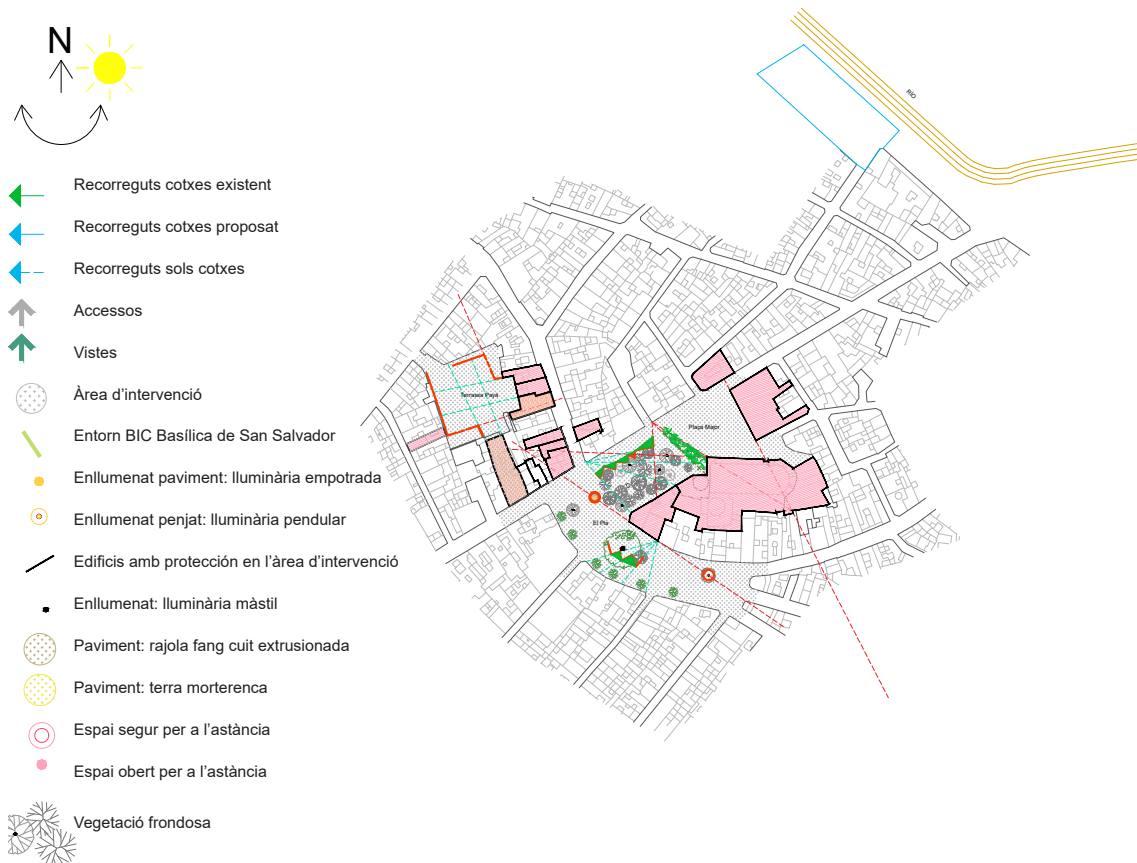 N
Recorreguts cotxes existent
Recorreguts cotxes proposat
Recorreguts sols cotxes
Accessos
Vistes
Àrea d'intervenció
Entorn BIC Basílica de San Salvador
Enllumenat paviment: lluminària empotrada
Enllumenat penjat: lluminària pendular
Edificis amb protección en l'àrea d'intervenció
Enllumenat: lluminària màstil
Paviment: rajola fang cuit extrusionada
Paviment: terra morterenca
Espai segur per a l'astància
Espai obert per a l'astància
Vegetació frondosa
RÍO
Terrassa Payá
Plaça Major
El Pla